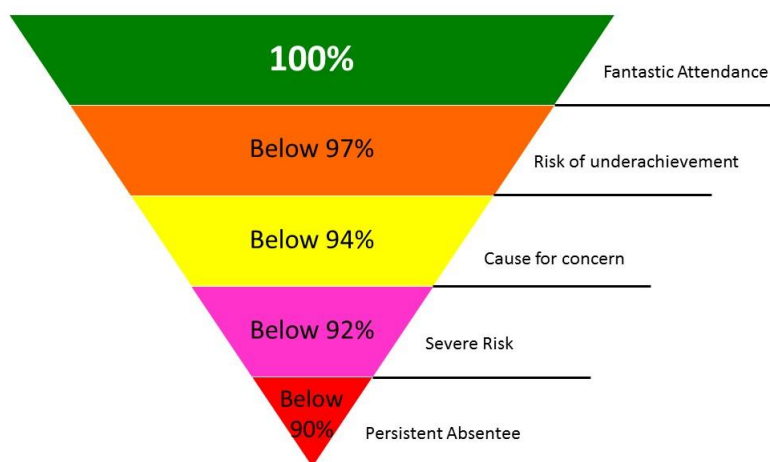 100%
Fantastic Attendance
Below 97%
Risk of underachievement
Below 94%
Cause for concern
Below 92%
Severe Risk
Below
90%
Persistent Absentee